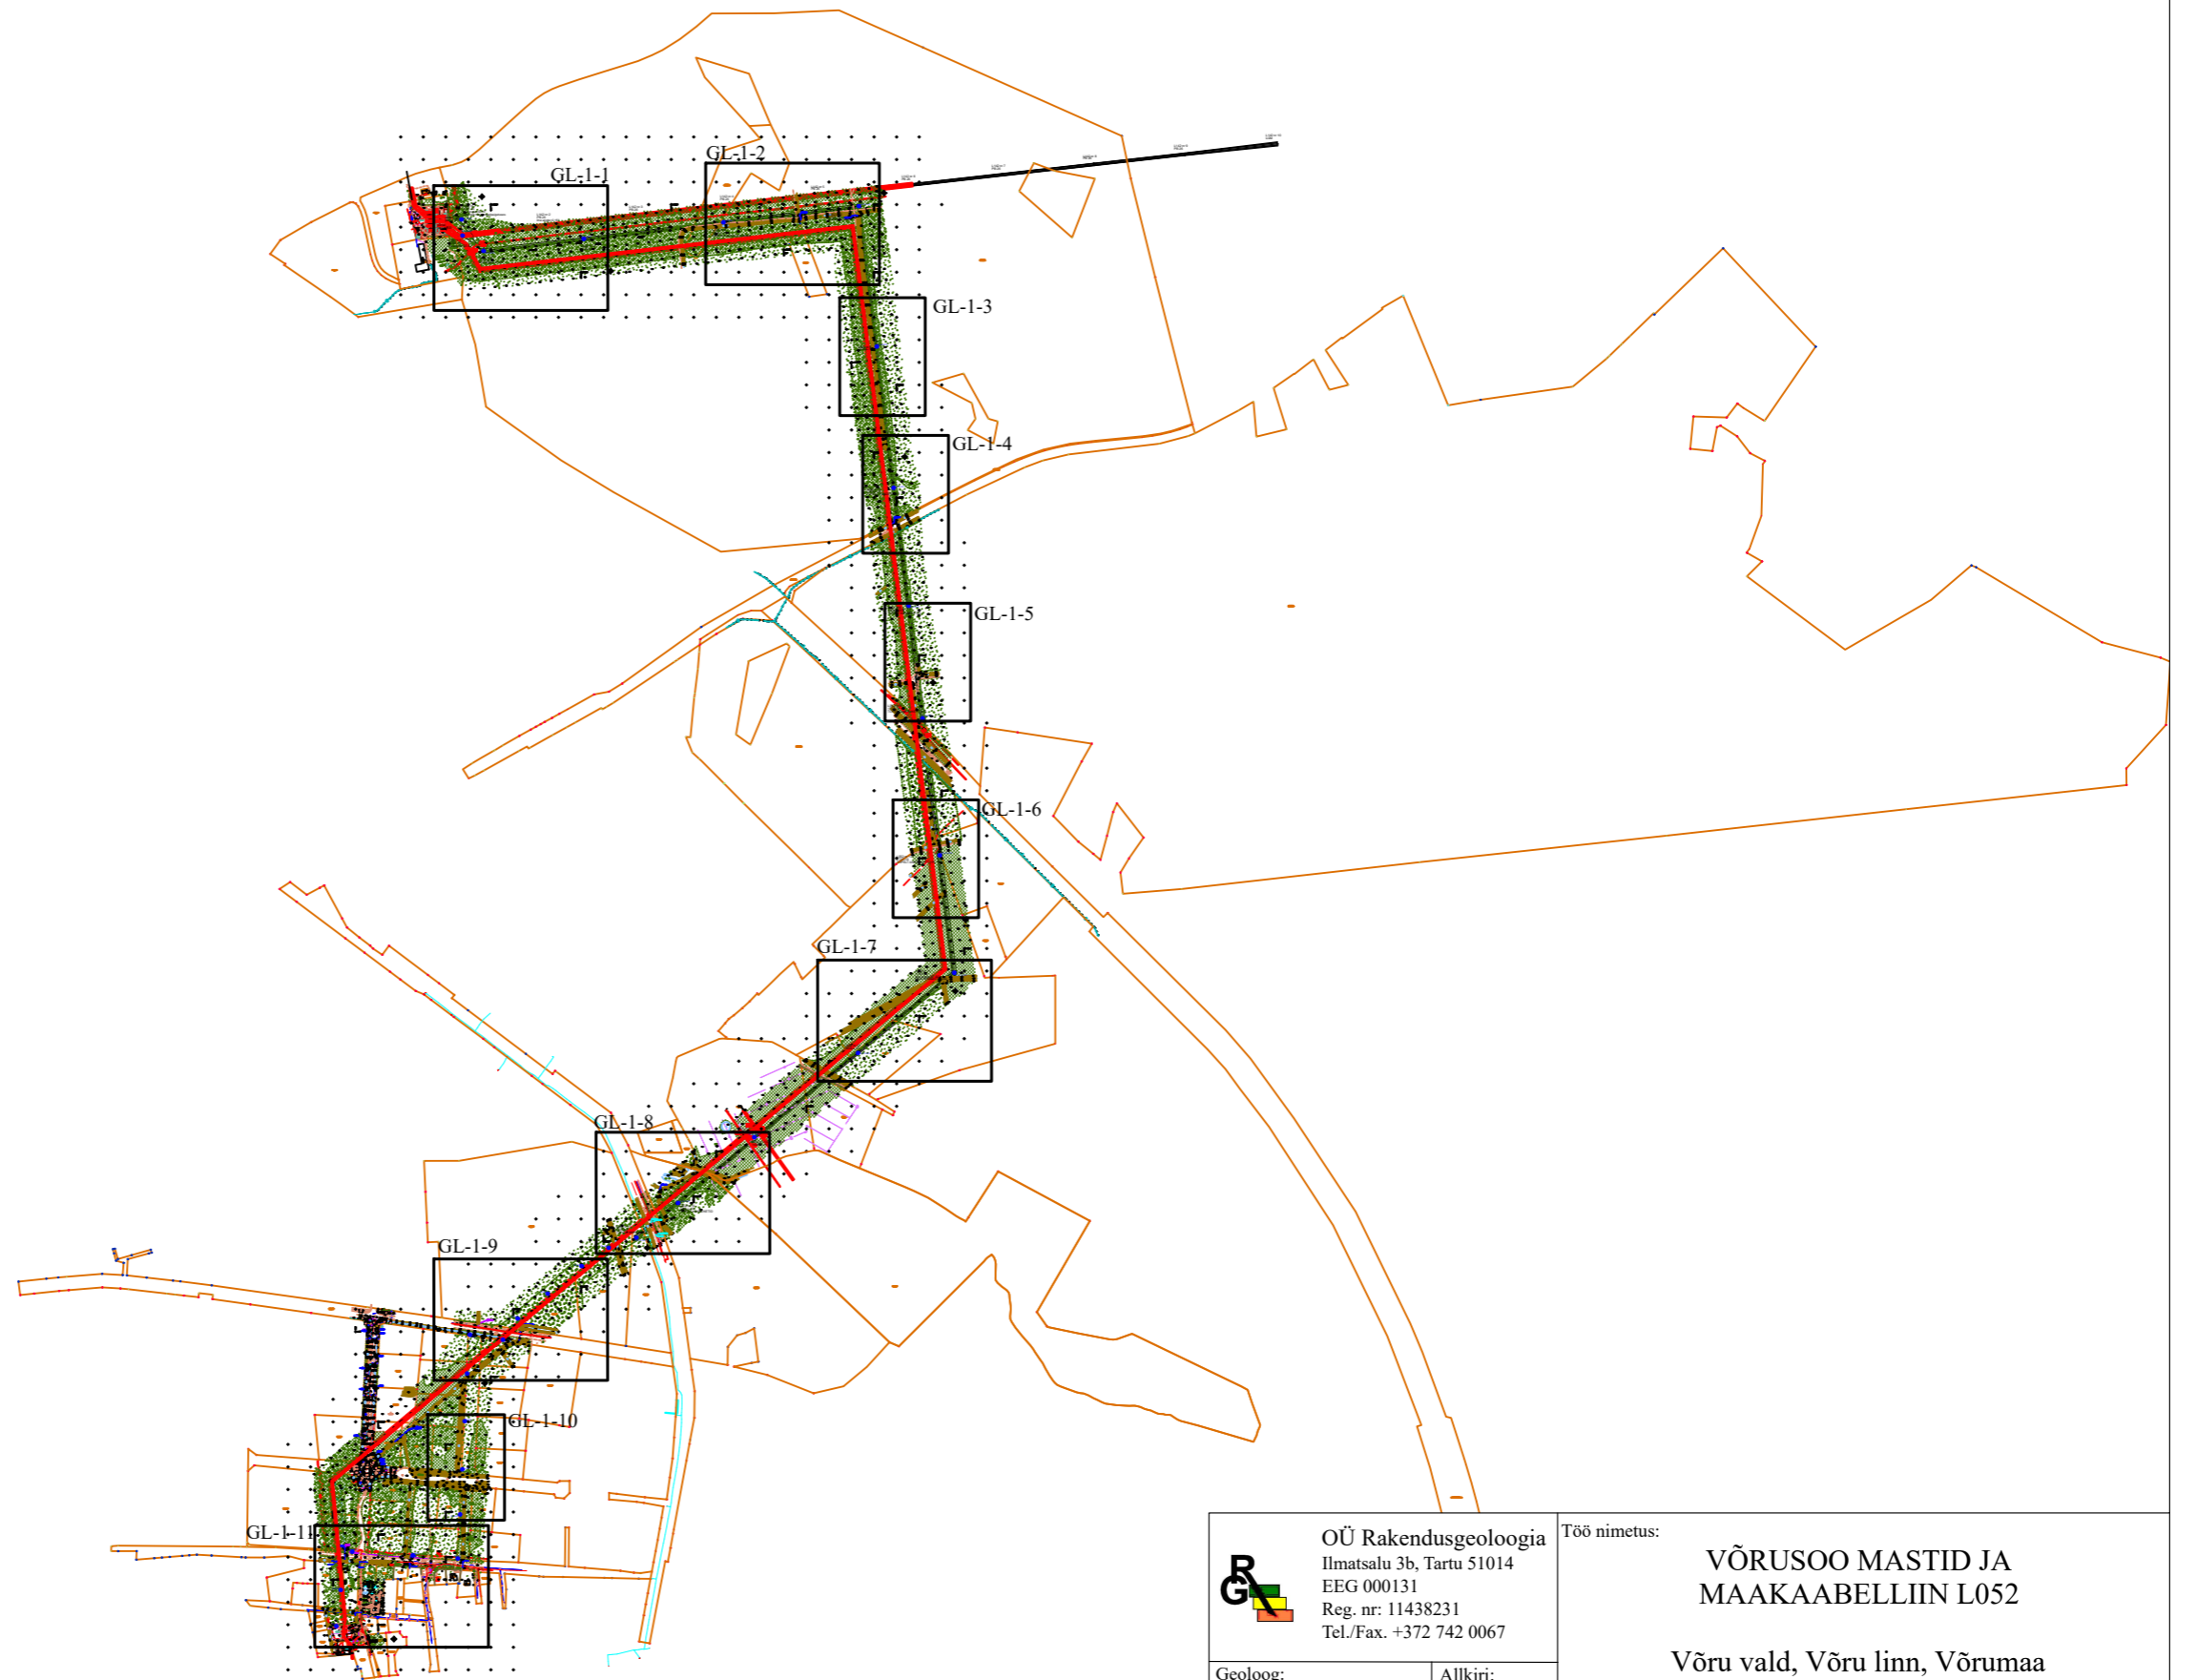 GL-1-2
GL-1-1
GL-1-3
GL-1-4
GL-1-5
GL-1-6
GL-1-7
GL-1-8
GL-1-9
GL-1-10
GL-1-11
RG
OÜ Rakendusgeoloogia
Ilmatsalu 3b, Tartu 51014
EEG 000131
Reg. nr: 11438231
Tel./Fax. +372 742 0067
Geoloog:
Allkiri:
Töö nimetus:
VÕRUSOO MASTID JA
MAAKAABELLIIN L052
Võru vald, Võru linn, Võrumaa